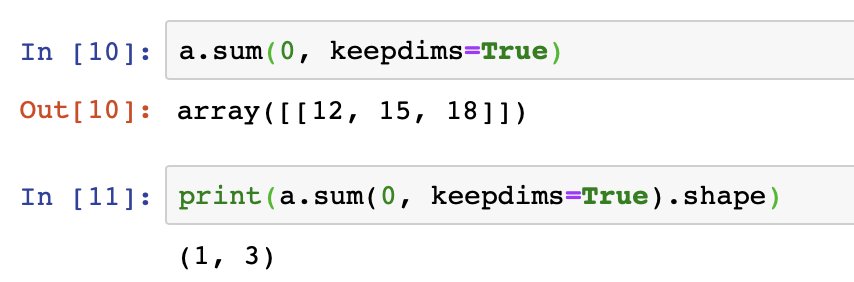 In [10]: a.sum(0, keepdims=True)
Out[10]: array([[12, 15, 18]])
In [11]: print(a.sum(0, keepdims=True).shape)
(1, 3)